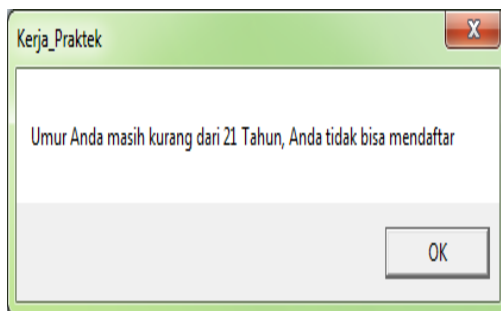 Kerja_Praktek
X
Umur Anda masih kurang dari 21 Tahun, Anda tidak bisa mendaftar
OK